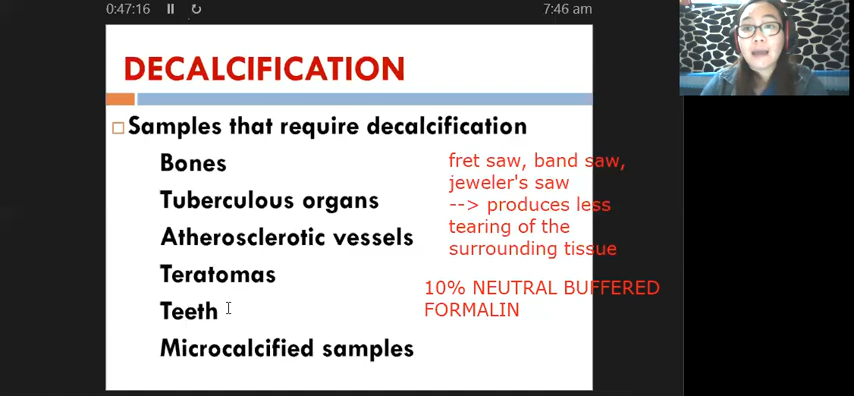 0:47:16
7:46 am
DECALCIFICATION
Samples that require decalcification
Bones
Tuberculous organs
Atherosclerotic vessels
Teratomas
Teeth
Microcalcified samples
fret saw, band saw,
jeweler's saw
--> produces less
tearing of the
surrounding tissue
10% NEUTRAL BUFFERED
FORMALIN